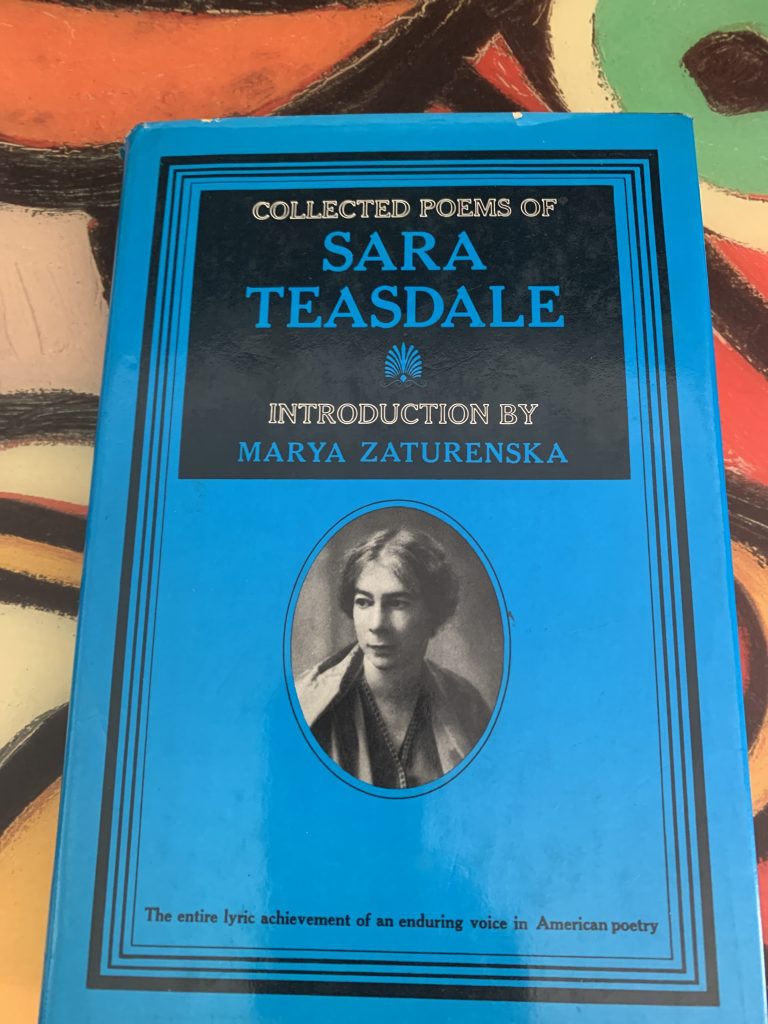 COLLECTED POEMS OF
SARA
TEASDALE
INTRODUCTION BY
MARYA ZATURENSKA
The entire lyric achievement of an enduring voice in American poetry